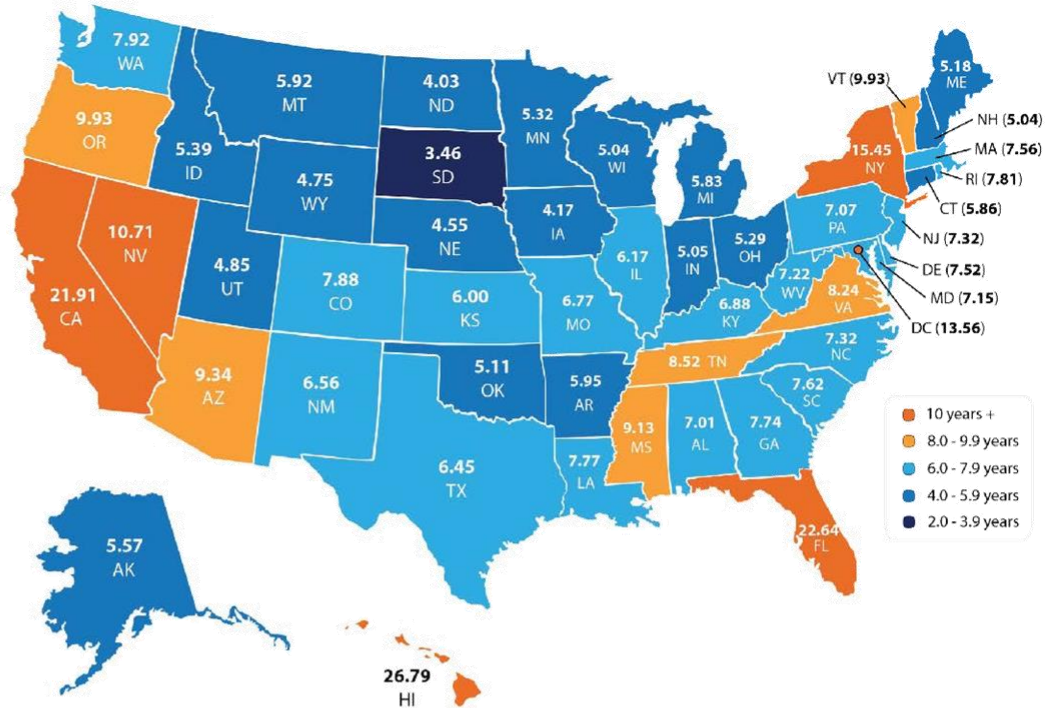 7.92
WA
9.93
OR
5.39
ID
5.92
MT
4.03
ND
5.32
MN
3.46
SD
4.75
WY
4.55
NE
4.17
IA
5.04
WI
5.83
MI
10.71
NV
21.91
CA
4.85
UT
7.88
CO
6.00
KS
6.77
MO
6.17
IL
5.05
IN
5.29
OH
6.88
KY
7.22
WV
8.24
VA
7.07
PA
15.45
NY
VT (9.93)
5.18
ME
NH (5.04)
MA (7.56)
RI (7.81)
CT (5.86)
NJ (7.32)
DE (7.52)
MD (7.15)
DC (13.56)
9.34
AZ
6.56
NM
5.11
OK
6.45
TX
5.95
AR
7.77
LA
9.13
MS
7.01
AL
7.74
GA
8.52 TN
7.32
NC
7.62
SC
22.64
FL
5.57
AK
26.79
HI
10 years +
8.0 - 9.9 years
6.0 - 7.9 years
4.0 - 5.9 years
2.0 - 3.9 years